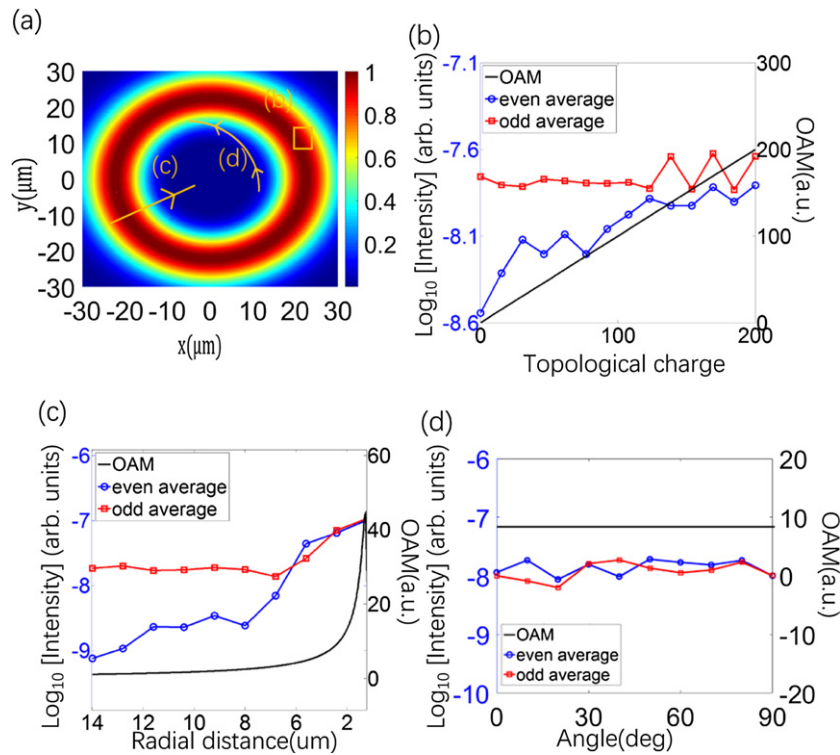 (a)
30
20
10
0
-10
-20
-30
y(μm)
-30 -20 -10 0 10 20 30
x(μm)
1
0.8
0.6
0.4
0.2
(b)
(c)
(d)
(b)
-7.1
-7.6
-8.1
-8.6
Log10 [Intensity] (arb. units)
OAM
even average
odd average
300
200
100
0
OAM(a.u.)
0 100 200
Topological charge
(c)
-6
-7
-8
-9
Log10 [Intensity] (arb. units)
OAM
even average
odd average
60
40
20
0
OAM(a.u.)
14 12 10 8 6 4 2
Radial distance(um)
(d)
-6
-7
-8
-9
-10
Log10 [Intensity] (arb. units)
OAM
even average
odd average
20
10
0
-10
-20
OAM(a.u.)
0 30 60 90
Angle(deg)